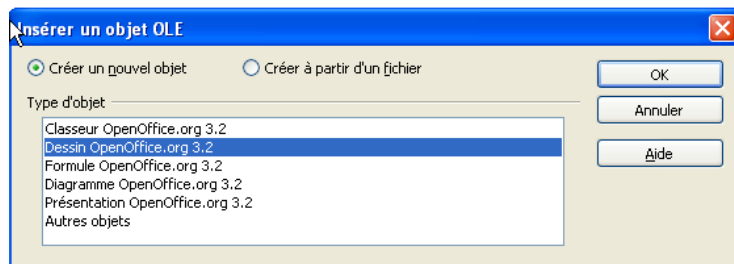 Insérer un objet OLE
Créer un nouvel objet
Créer à partir d'un fichier
OK
Annuler
Aide
Type d'objet
Classeur OpenOffice.org 3.2
Dessin OpenOffice.org 3.2
Formule OpenOffice.org 3.2
Diagramme OpenOffice.org 3.2
Présentation OpenOffice.org 3.2
Autres objets